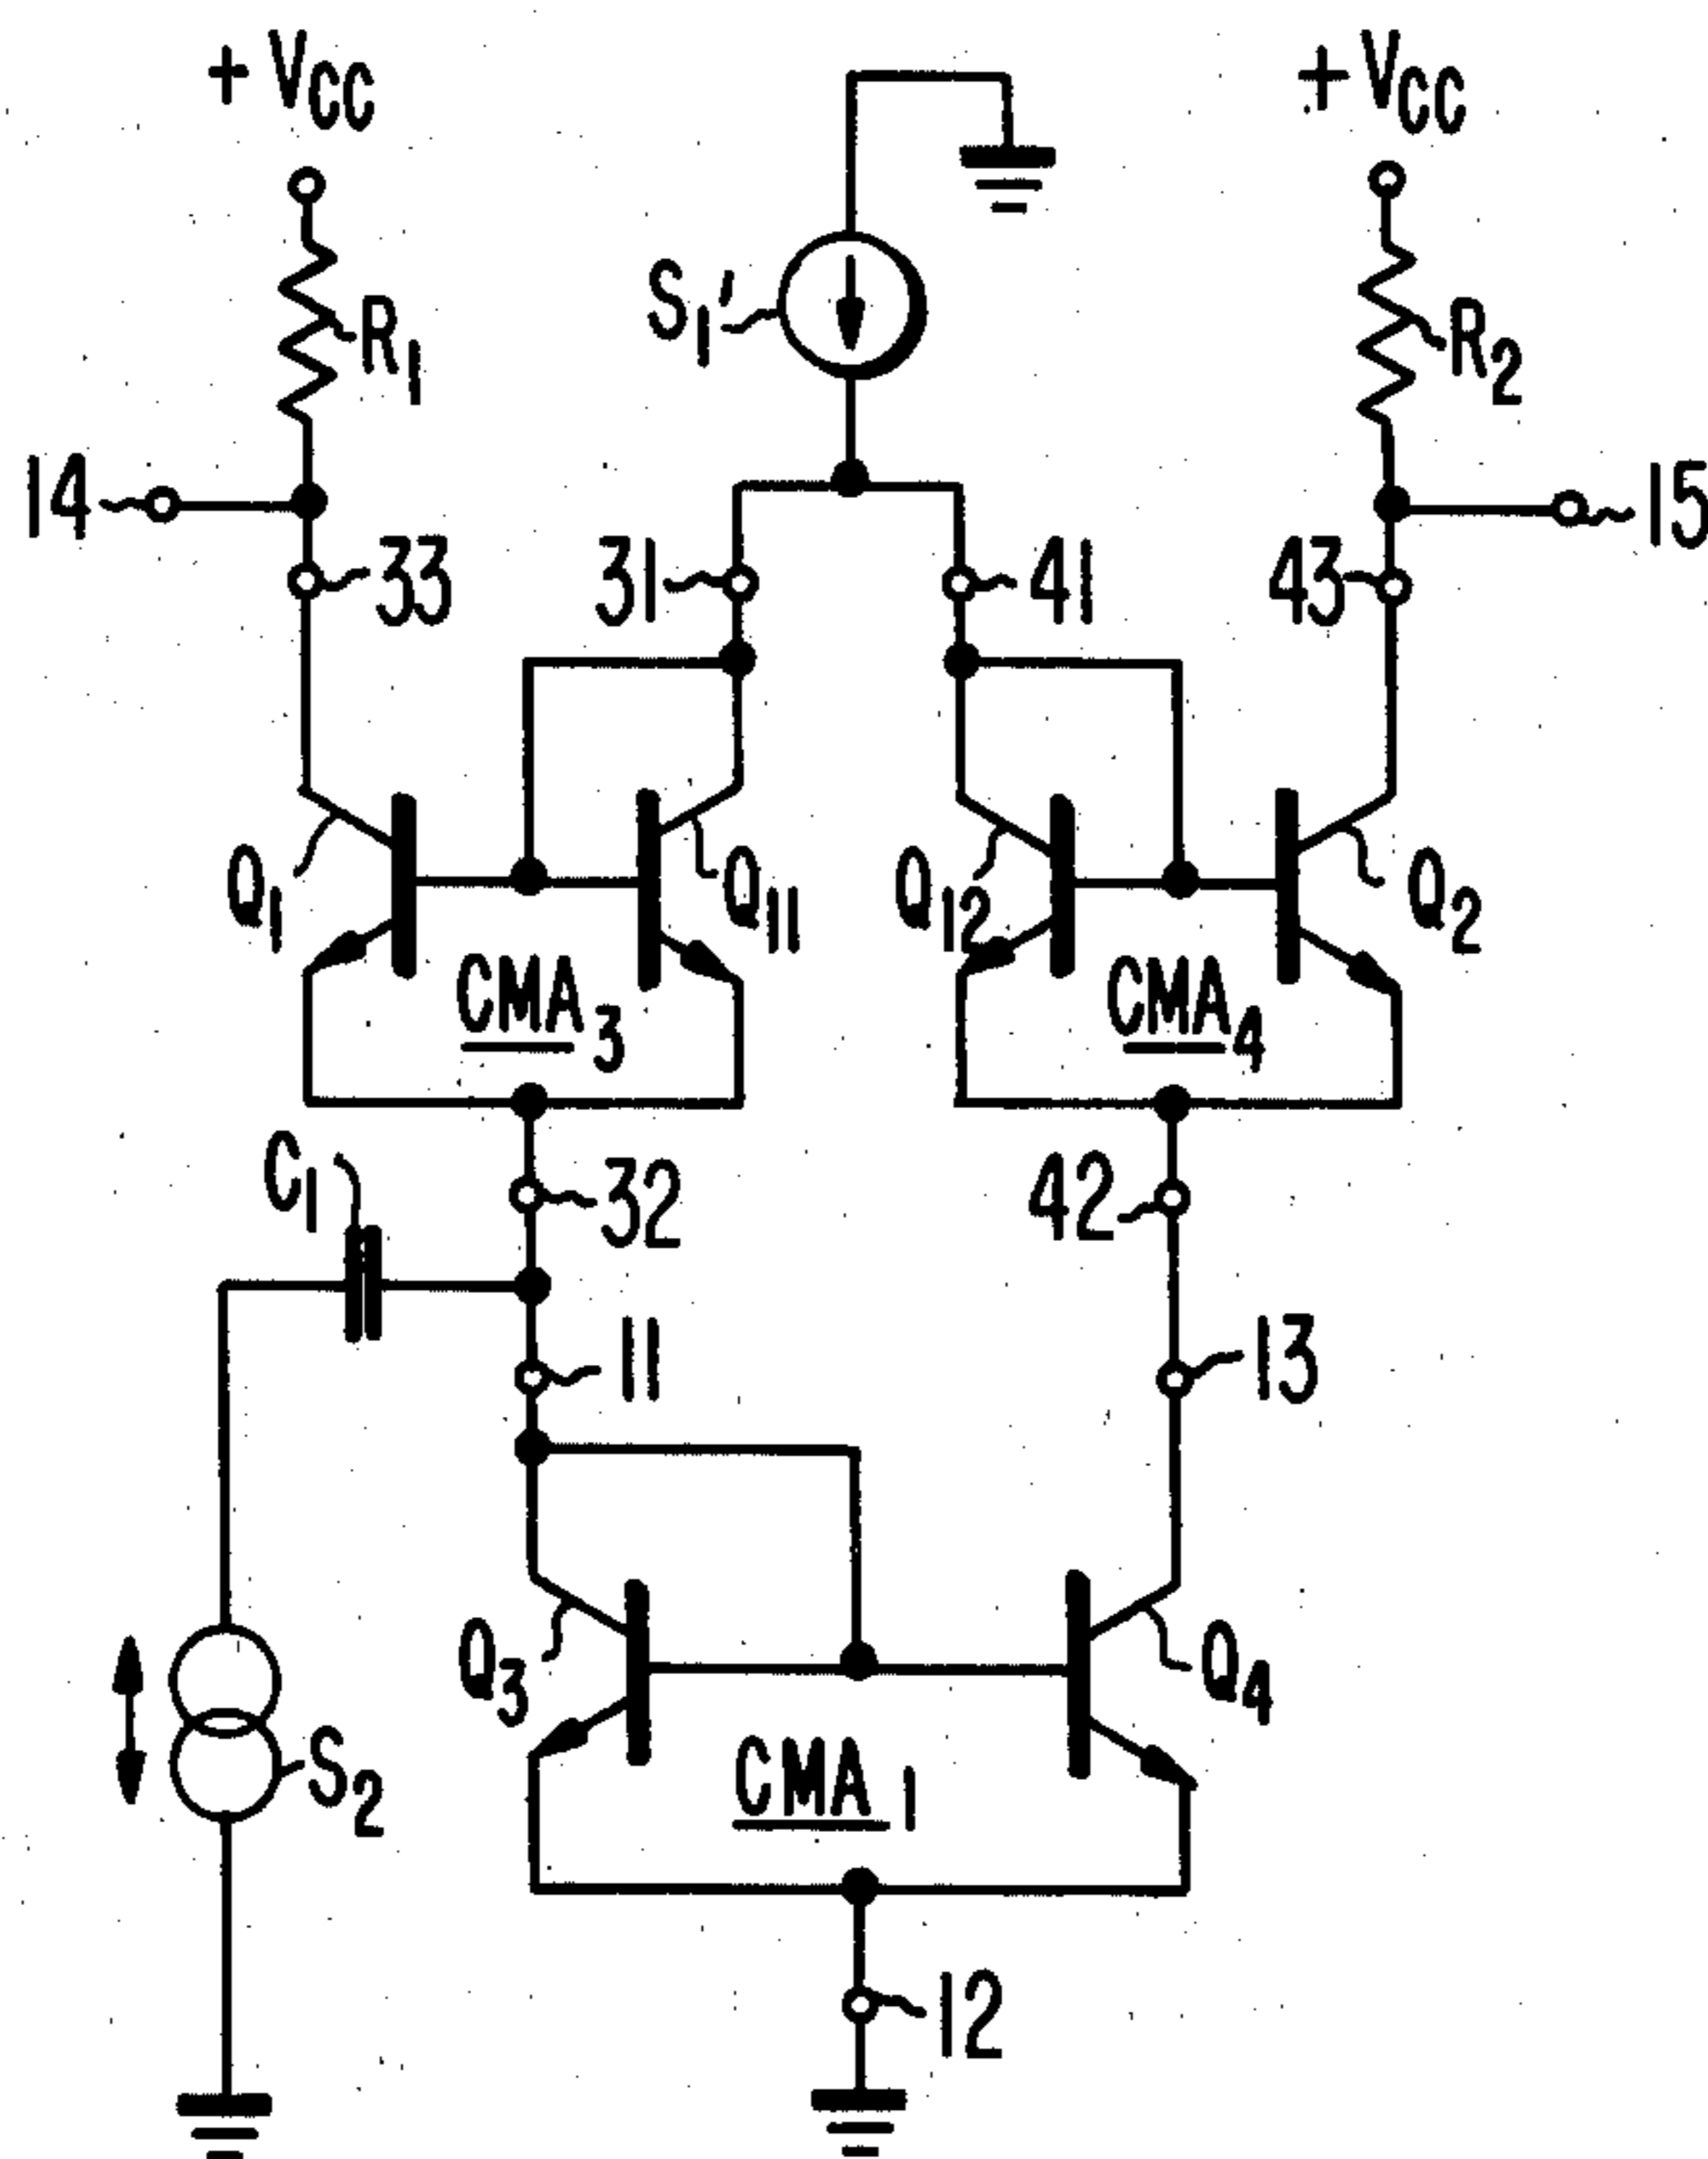 + VCC
+ VCC
S1'
R1
R2
14
33
31
41
43
15
Q1
Q11
Q12
Q2
CMA3
CMA4
C1
32
42
11
13
Q3
Q4
S2
CMA1
12